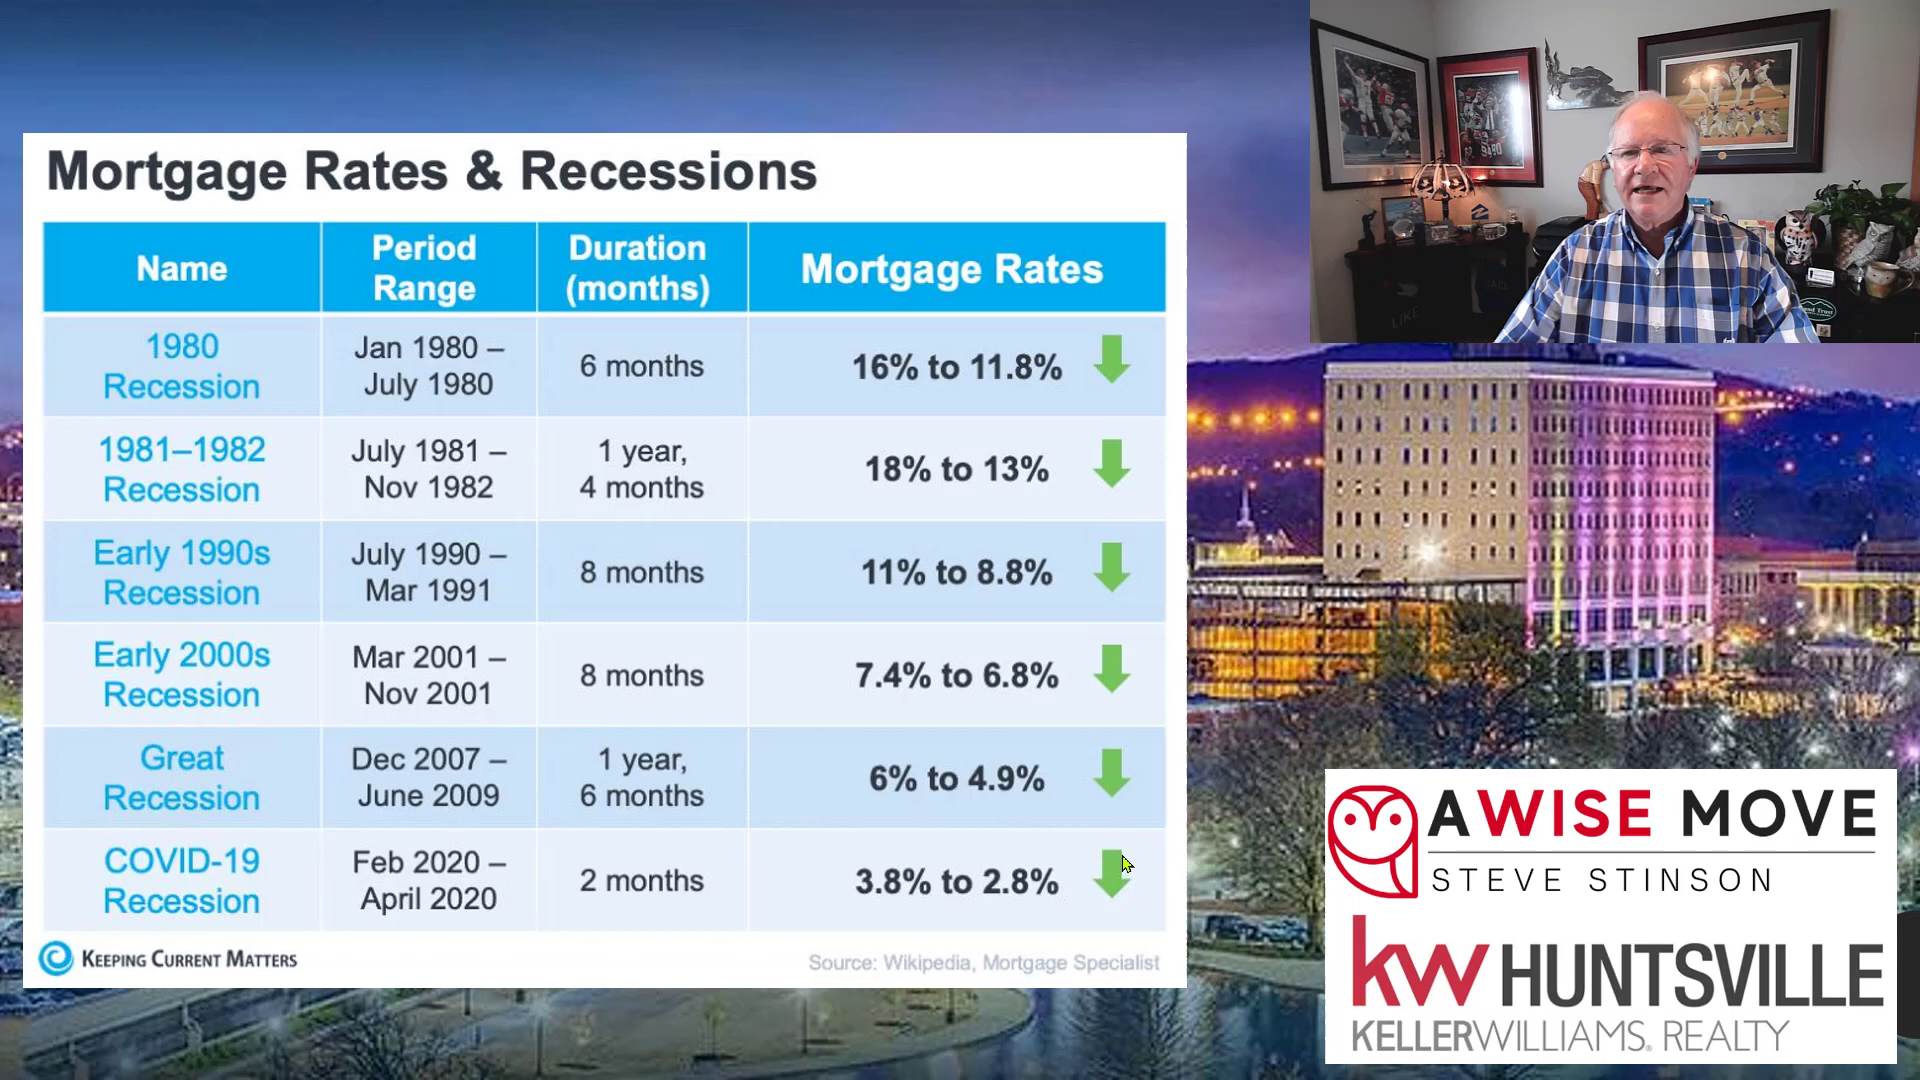 Mortgage Rates & Recessions
Name
Period
Range
Duration
(months)
Mortgage Rates
1980
Recession
Jan 1980 –
July 1980
6 months
16% to 11.8%
1981–1982
Recession
July 1981 –
Nov 1982
1 year,
4 months
18% to 13%
Early 1990s
Recession
July 1990 –
Mar 1991
8 months
11% to 8.8%
Early 2000s
Recession
Mar 2001 –
Nov 2001
8 months
7.4% to 6.8%
Great
Recession
Dec 2007 –
June 2009
1 year,
6 months
6% to 4.9%
COVID-19
Recession
Feb 2020 –
April 2020
2 months
3.8% to 2.8%
KEEPING CURRENT MATTERS
Source: Wikipedia, Mortgage Specialist
LIKE
A WISE MOVE
STEVE STINSON
kw HUNTSVILLE
KELLERWILLIAMS. REALTY